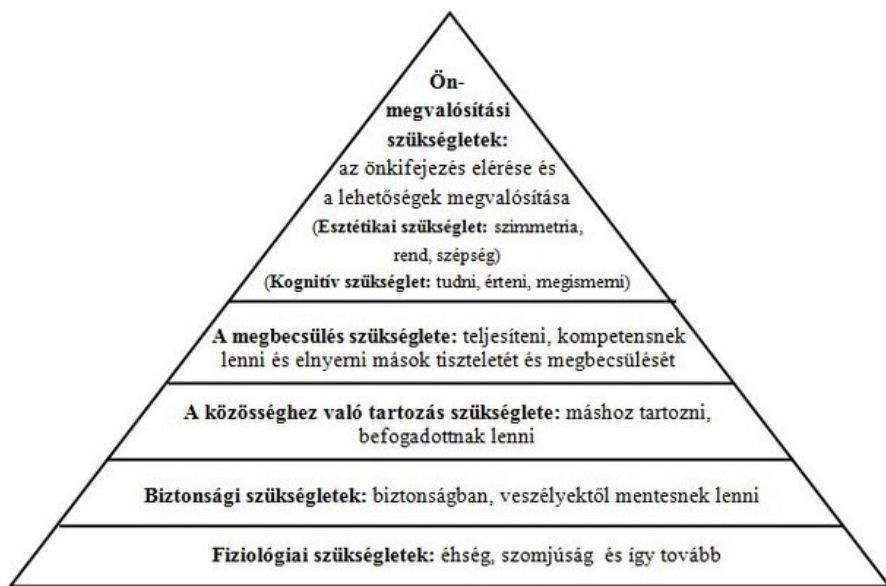 Ön-
megvalósítási
szükségletek:
az önkifejezés elérése és
a lehetőségek megvalósítása
(Esztétikai szükséglet: szimmetria,
rend, szépség)
(Kognitív szükséglet: tudni, érteni, megismerni)
A megbecsülés szükséglete: teljesíteni, kompetensnek
lenni és elnyerni mások tiszteletét és megbecsülését
A közösséghez való tartozás szükséglete: máshoz tartozni,
befogadottnak lenni
Biztonsági szükségletek: biztonságban, veszélyektől mentesnek lenni
Fiziológiai szükségletek: éhség, szomjúság és így tovább